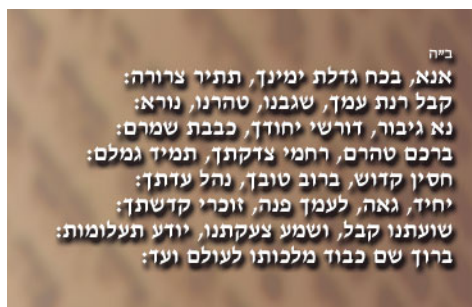 ב״ה
אנא, בכח גדלת ימינך, תתיר צרורה:
קבל רנת עמך, שגבנו, טהרנו, נורא:
נא גיבור, דורשי יחודך, כבבת שמרם:
ברכם טהרם, רחמי צדקתך, תמיד גמלם:
חסין קדוש, ברוב טובך, נהל עדתך:
יחיד, גאה, לעמך פנה, זוכרי קדשתך:
שועתנו קבל, ושמע צעקתנו, יודע תעלומות:
ברוך שם כבוד מלכותו לעולם ועד: